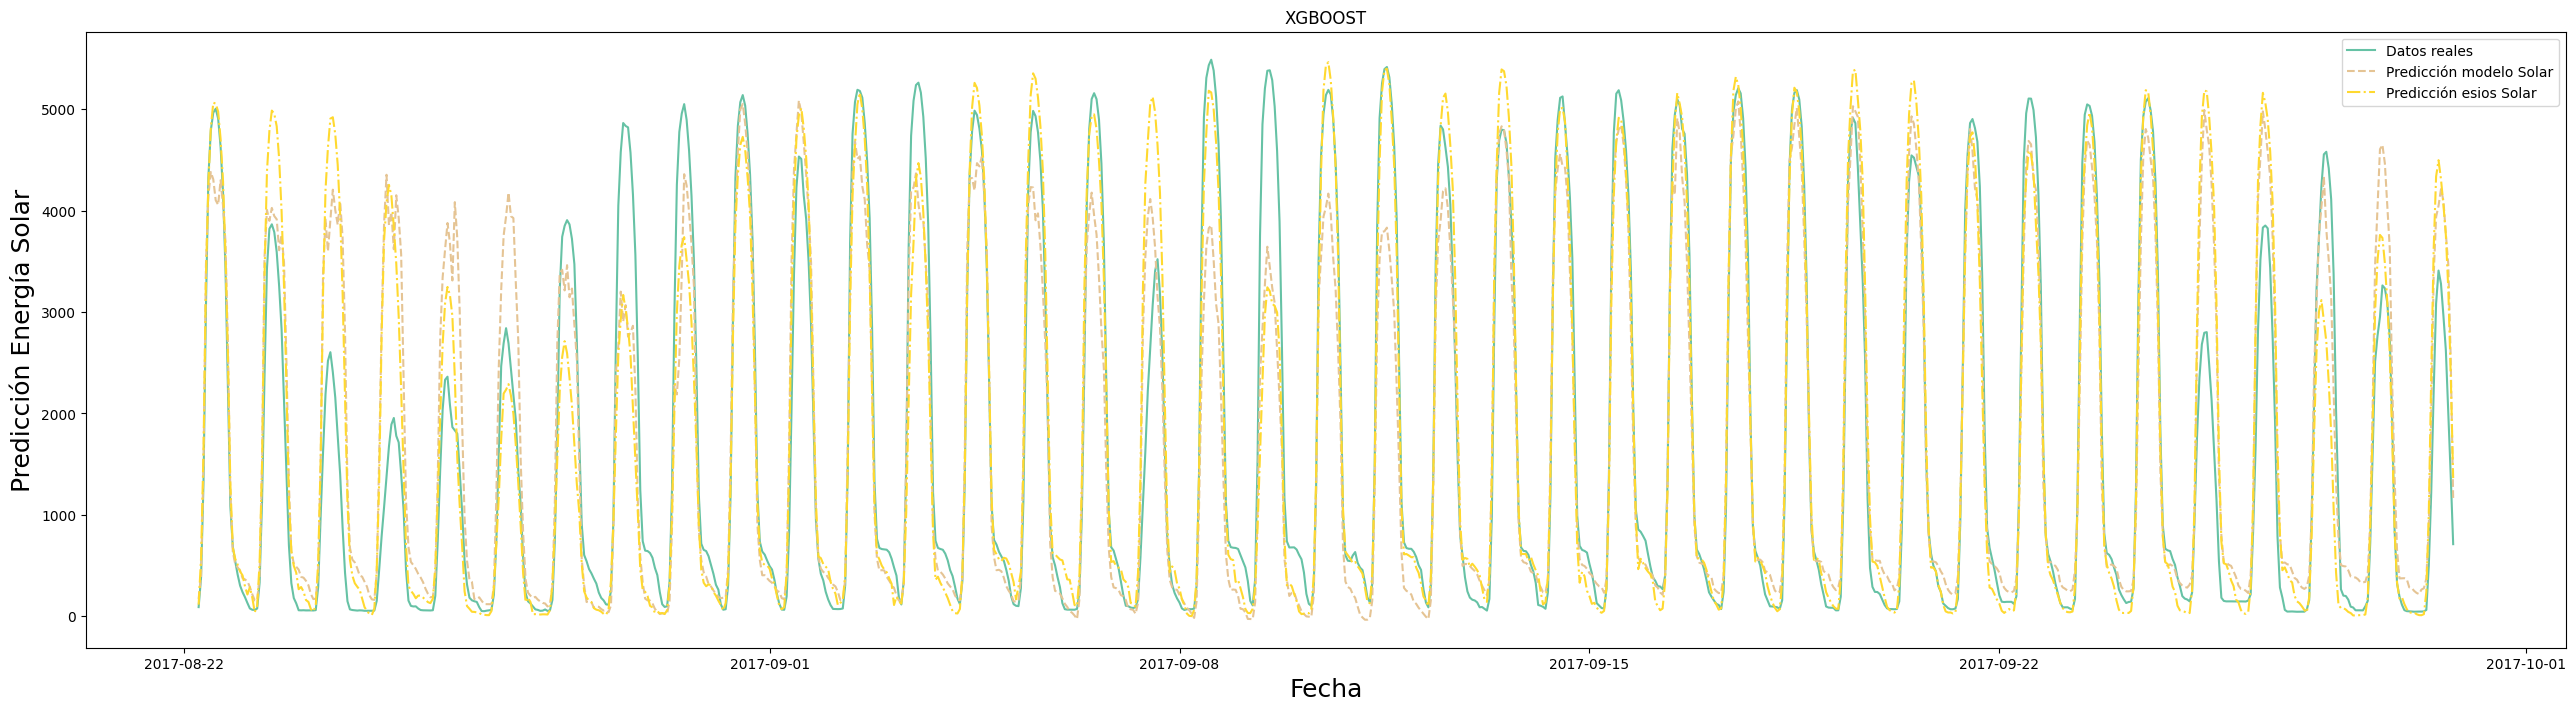 XGBOOST
Datos reales
Predicción modelo Solar
Predicción esios Solar
Predicción Energía Solar
5000
4000
3000
2000
1000
0
2017-08-22
2017-09-01
2017-09-08
2017-09-15
2017-09-22
2017-10-01
Fecha